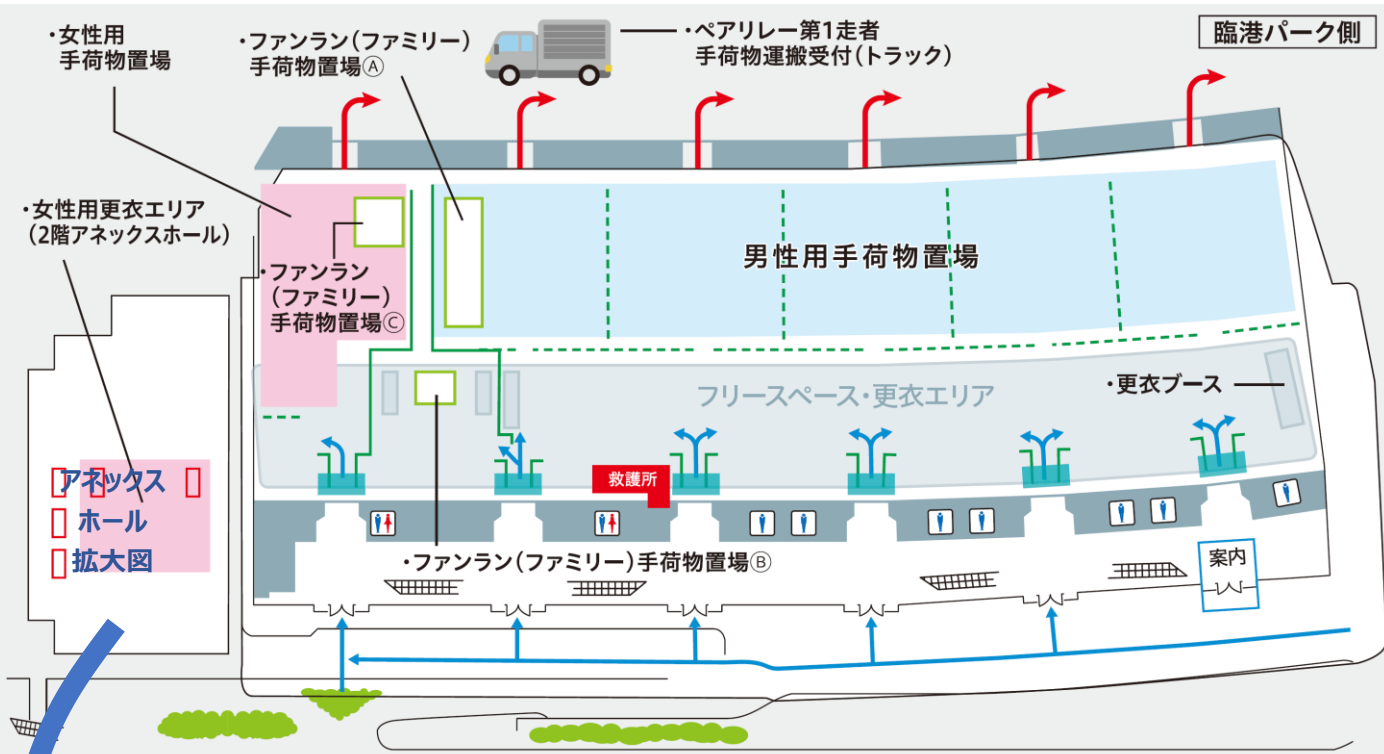 ・女性用
手荷物置場
・ファンラン(ファミリー)
手荷物置場Ⓐ
・ペアリレー第1走者
手荷物運搬受付(トラック)
臨港パーク側
・女性用更衣エリア
(2階アネックスホール)
・ファンラン
(ファミリー)
手荷物置場Ⓒ
男性用手荷物置場
フリースペース・更衣エリア
・更衣ブース
アネックス
ホール
拡大図
救護所
・ファンラン(ファミリー)手荷物置場Ⓑ
案内